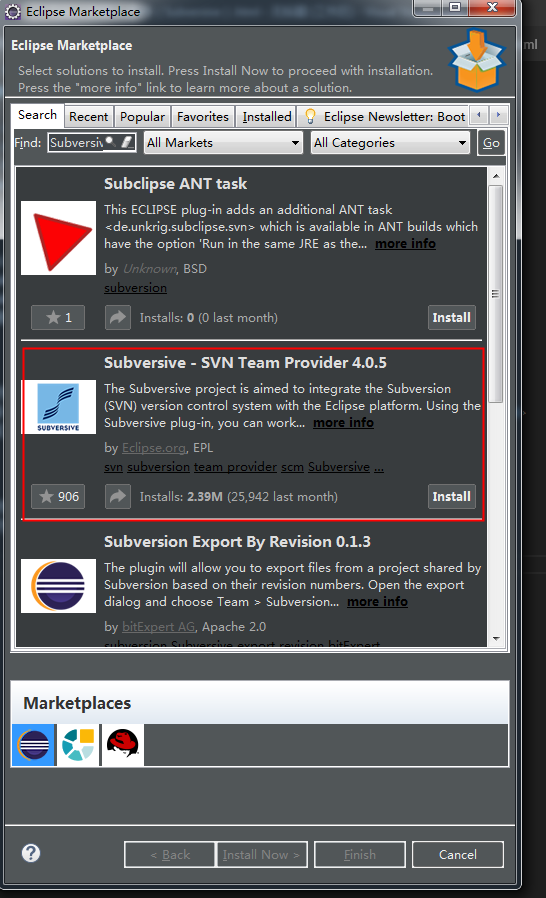 Eclipse Marketplace
Eclipse Marketplace
Select solutions to install. Press Install Now to proceed with installation.
Press the "more info" link to learn more about a solution.
ml
Search Recent Popular Favorites Installed Eclipse Newsletter: Boot
Find: Subversiv All Markets All Categories Go
Subclipse ANT task
This ECLIPSE plug-in adds an additional ANT task
<de.unkrig.subclipse.svn> which is available in ANT builds which
have the option 'Run in the same JRE as the... more info
by Unknown, BSD
subversion
1 Installs: 0 (0 last month) Install
Subversive - SVN Team Provider 4.0.5
The Subversive project is aimed to integrate the Subversion
(SVN) version control system with the Eclipse platform. Using the
Subversive plug-in, you can work... more info
SUBVERSIVE
by Eclipse.org, EPL
svn subversion team provider scm Subversive ...
906 Installs: 2.39M (25,942 last month) Install
Subversion Export By Revision 0.1.3
The plugin will allow you to export files from a project shared by
Subversion based on their revision numbers. Open the export
dialog and choose Team > Subversion... more info
by bitExpert AG, Apache 2.0
subversion Subversive export revision bitExpert
Marketplaces
? < Back Install Now > Finish Cancel